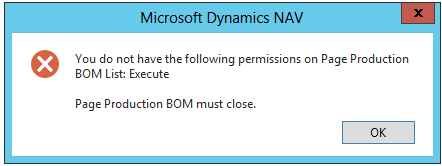 Microsoft Dynamics NAV
x
You do not have the following permissions on Page Production
BOM List: Execute
Page Production BOM must close.
OK